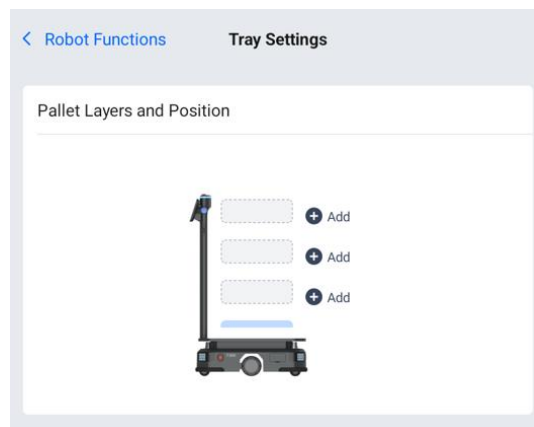 Robot Functions
Tray Settings
Pallet Layers and Position
Add
Add
Add